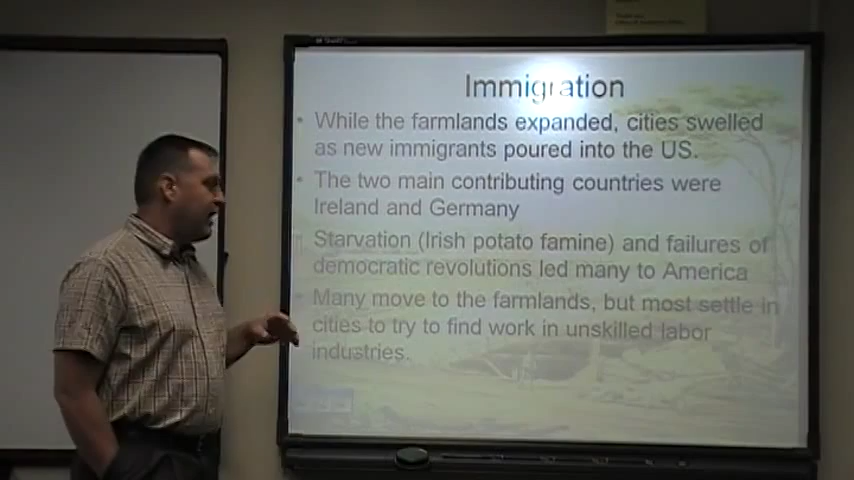 Immigration
• While the farmlands expanded, cities swelled
as new immigrants poured into the US.
• The two main contributing countries were
Ireland and Germany
Starvation (Irish potato famine) and failures of
democratic revolutions led many to America
• Many move to the farmlands, but most settle in
cities to try to find work in unskilled labor
industries.